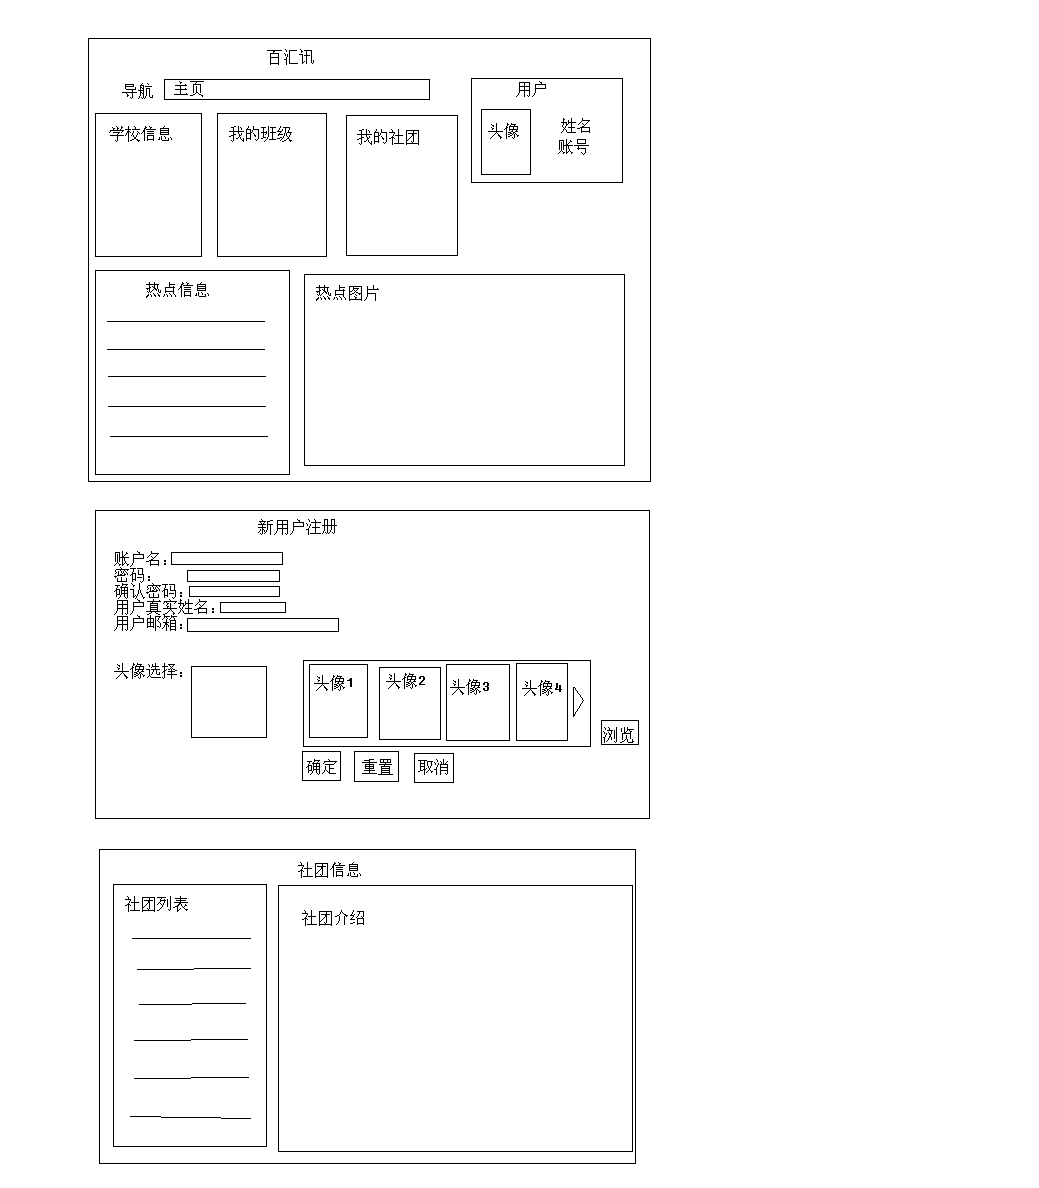 百汇讯
导航 主页
用户
头像
姓名
账号
学校信息
我的班级
我的社团
热点信息
热点图片
新用户注册
账户名：
密码：
确认密码：
用户真实姓名：
用户邮箱：
头像选择：
头像1
头像2
头像3
头像4
浏览
确定
重置
取消
社团信息
社团列表
社团介绍